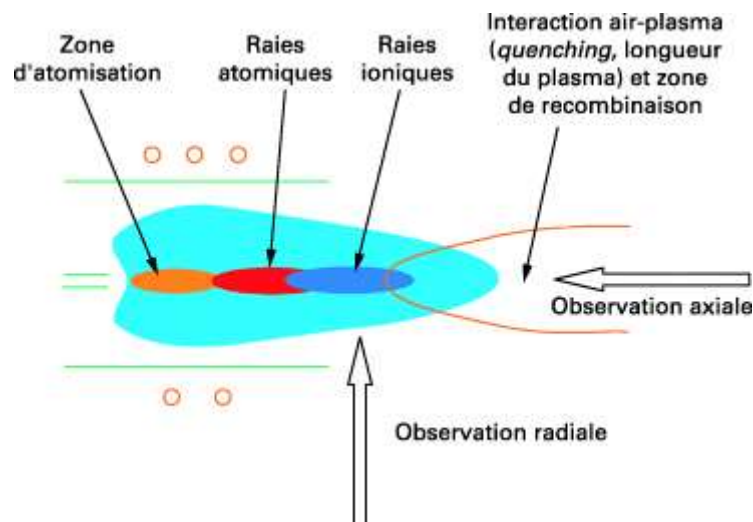 Zone
d'atomisation
Raies
atomiques
Raies
ioniques
Interaction air-plasma
(quenching, longueur
du plasma) et zone
de recombinaison
Observation axiale
Observation radiale